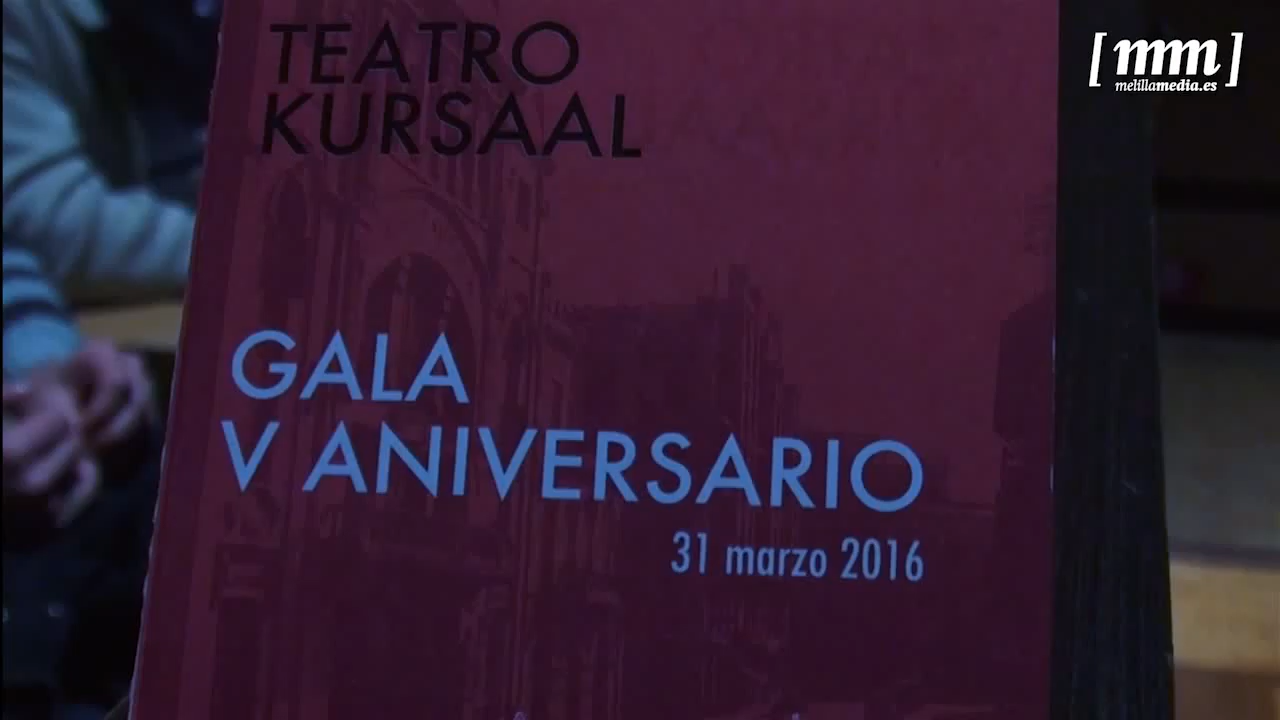 TEATRO
KURSAAL
[mm]
melillamedia.es
GALA
V ANIVERSARIO
31 marzo 2016